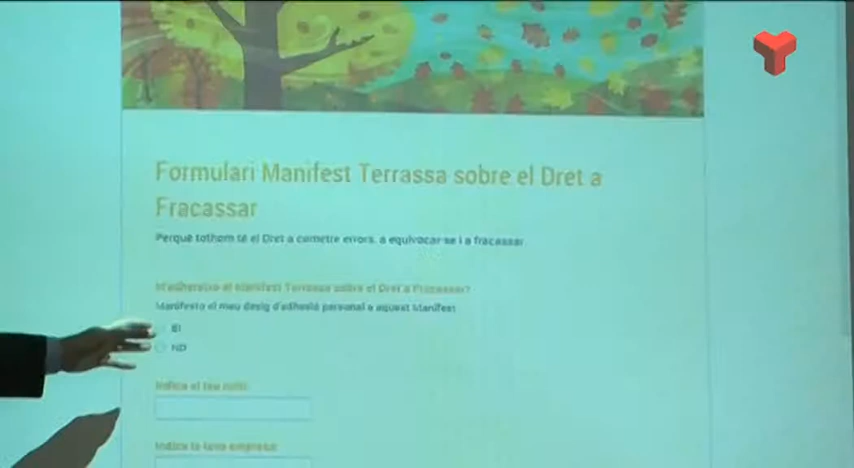 Formulari Manifest Terrassa sobre el Dret a
Fracassar
Perquè tothom té el Dret a cometre errors, a equivocar-se i a fracassar
M'adhereixo al Manifest Terrassa sobre el Dret a Fracassar?
Manifesto el meu desig d'adhesió personal a aquest Manifest
SI
NO
Indica el teu nom:
Indica la teva empresa: